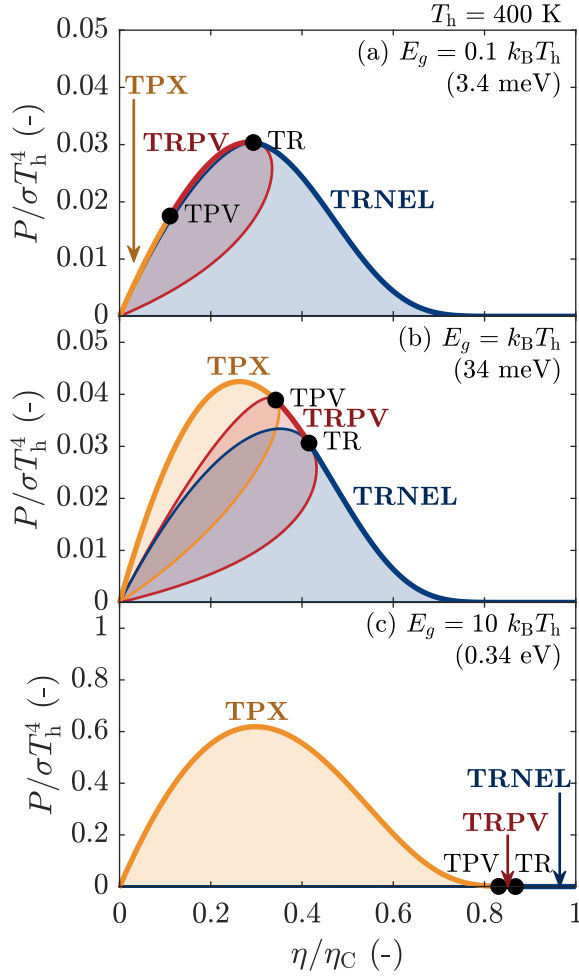 T_h = 400 K
0.05
(a) E_g = 0.1 k_BT_h
(3.4 meV)
TPX
0.04
TRPV
TR
0.03
TRNEL
P/σT_h^4 (-)
0.02
TPV
0.01
0
0.05
(b) E_g = k_BT_h
(34 meV)
TPX
0.04
TPV
TRPV
0.03
TR
P/σT_h^4 (-)
0.02
TRNEL
0.01
0
1
(c) E_g = 10 k_BT_h
(0.34 eV)
0.8
TPX
0.6
P/σT_h^4 (-)
TRNEL
0.4
TRPV
0.2
TPV TR
0
0 0.2 0.4 0.6 0.8 1
η/η_C (-)